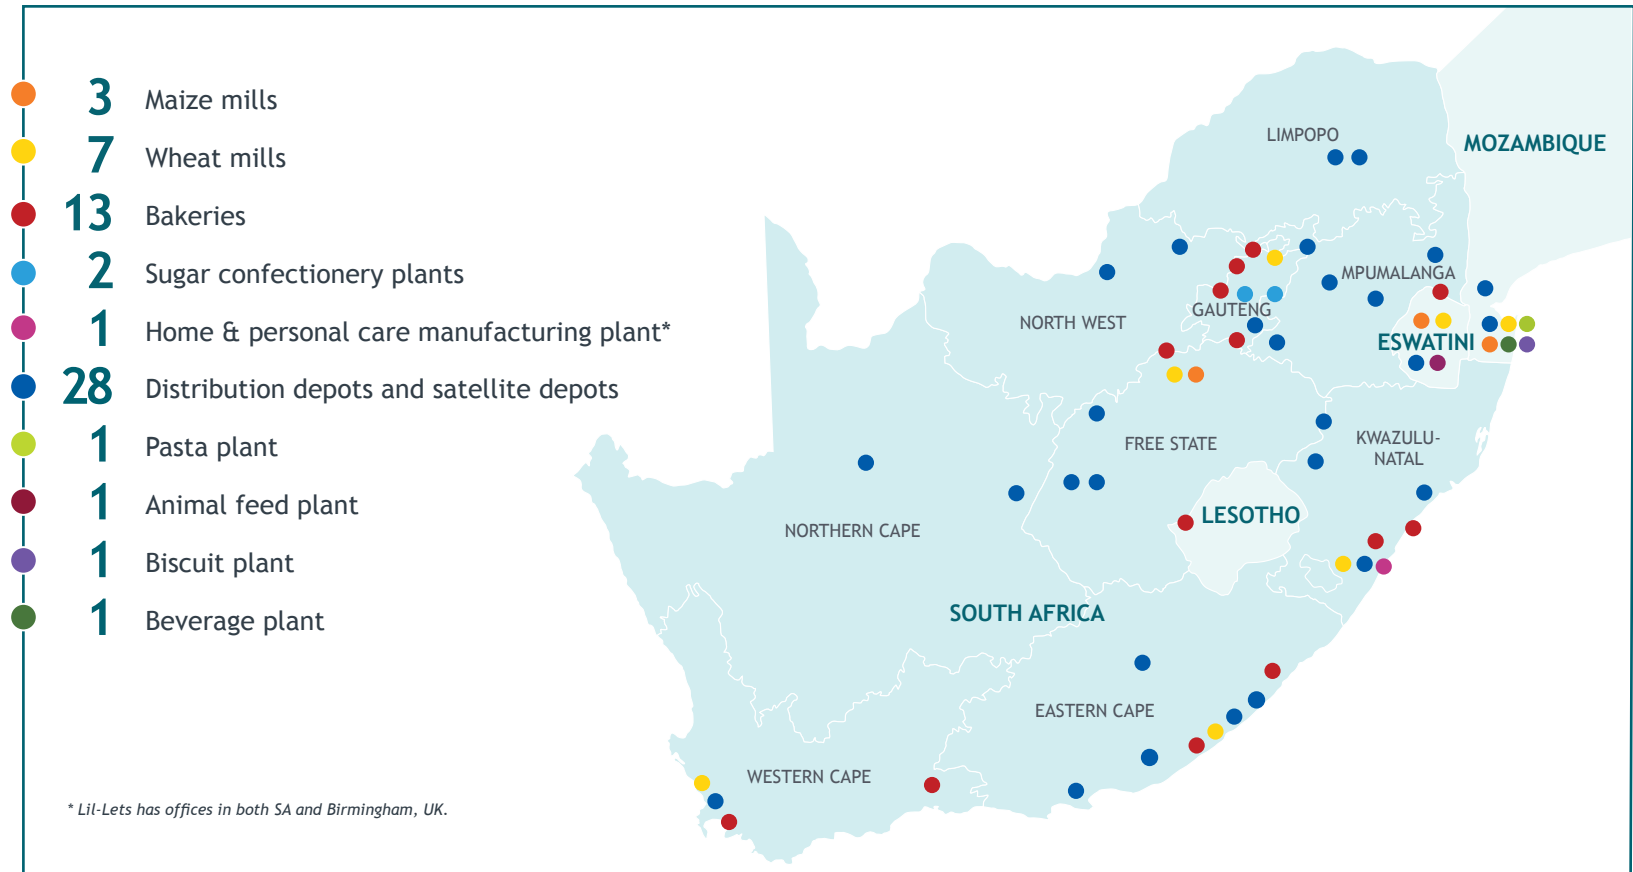 3 Maize mills
7 Wheat mills
13 Bakeries
2 Sugar confectionery plants
1 Home & personal care manufacturing plant*
28 Distribution depots and satellite depots
1 Pasta plant
1 Animal feed plant
1 Biscuit plant
1 Beverage plant
* Lil-Lets has offices in both SA and Birmingham, UK.
LIMPOPO
MOZAMBIQUE
MPUMALANGA
GAUTENG
NORTH WEST
ESWATINI
FREE STATE
KWAZULU-
NATAL
LESOTHO
NORTHERN CAPE
SOUTH AFRICA
EASTERN CAPE
WESTERN CAPE